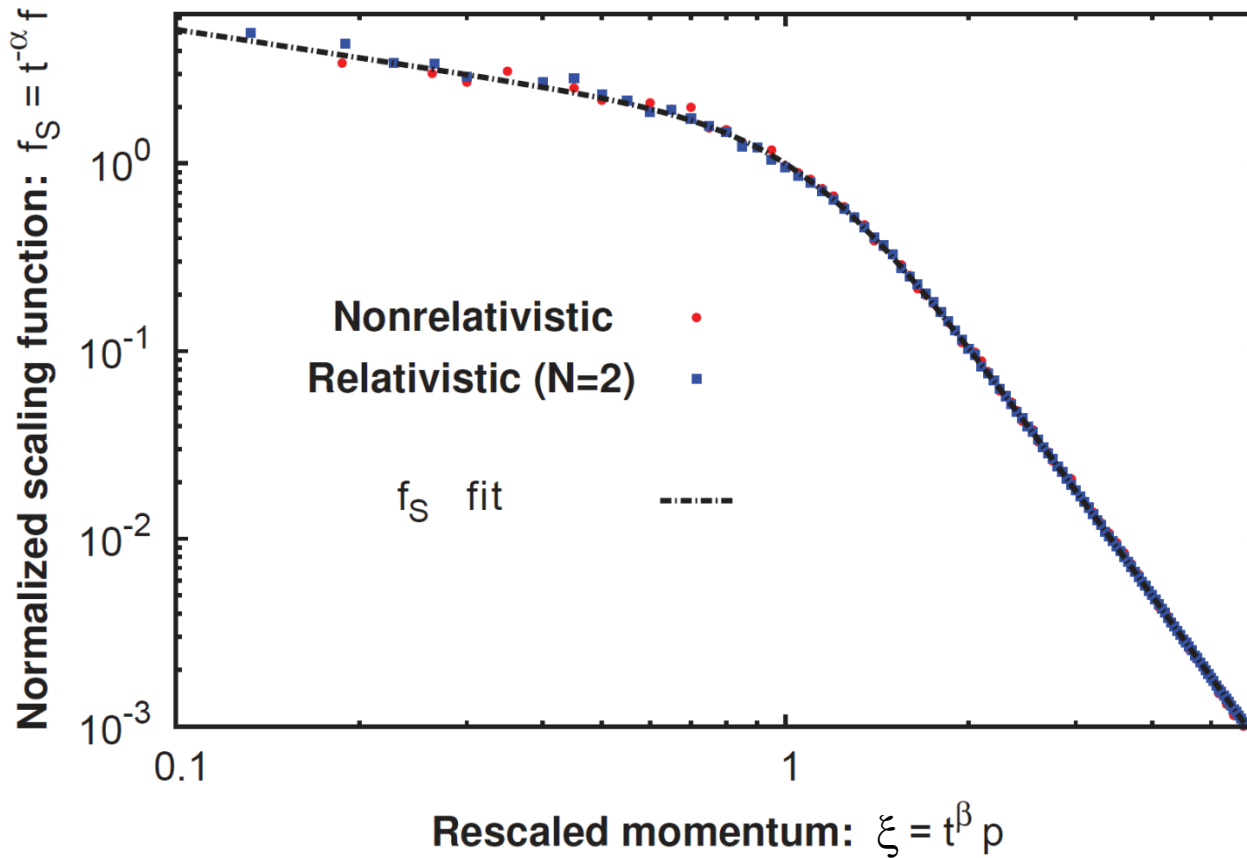 Normalized scaling function: f_S = t^{-α} f
10^0
10^{-1}
10^{-2}
10^{-3}
Nonrelativistic
Relativistic (N=2)
f_S fit
0.1
1
Rescaled momentum: ξ = t^β p